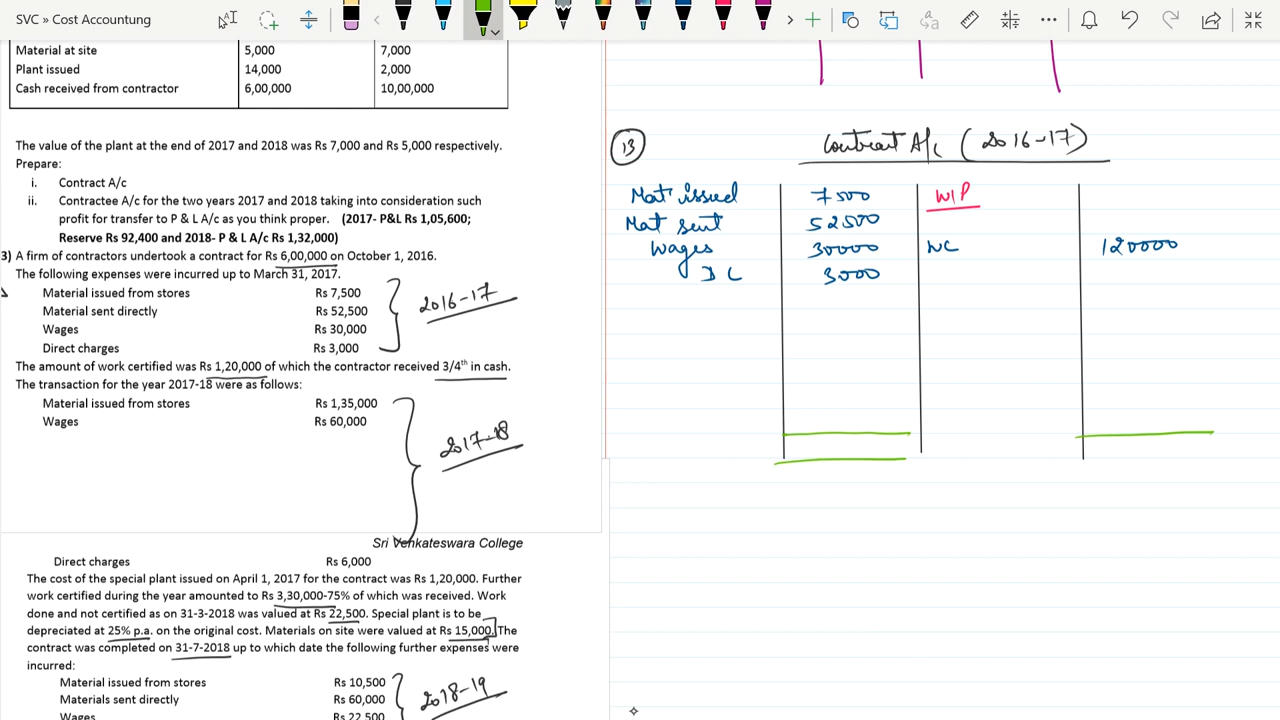 SVC » Cost Accountung
Material at site 5,000 7,000
Plant issued 14,000 2,000
Cash received from contractor 6,00,000 10,00,000
The value of the plant at the end of 2017 and 2018 was Rs 7,000 and Rs 5,000 respectively.
Prepare:
i. Contract A/c
ii. Contractee A/c for the two years 2017 and 2018 taking into consideration such
profit for transfer to P & L A/c as you think proper. (2017- P&L Rs 1,05,600;
Reserve Rs 92,400 and 2018- P & L A/c Rs 1,32,000)
3) A firm of contractors undertook a contract for Rs 6,00,000 on October 1, 2016.
The following expenses were incurred up to March 31, 2017.
Material issued from stores Rs 7,500
Material sent directly Rs 52,500
Wages Rs 30,000
Direct charges Rs 3,000
2016-17
The amount of work certified was Rs 1,20,000 of which the contractor received 3/4th in cash.
The transaction for the year 2017-18 were as follows:
Material issued from stores Rs 1,35,000
Wages Rs 60,000
2017-18
Sri Venkateswara College
Direct charges Rs 6,000
The cost of the special plant issued on April 1, 2017 for the contract was Rs 1,20,000. Further
work certified during the year amounted to Rs 3,30,000-75% of which was received. Work
done and not certified as on 31-3-2018 was valued at Rs 22,500. Special plant is to be
depreciated at 25% p.a. on the original cost. Materials on site were valued at Rs 15,000. The
contract was completed on 31-7-2018 up to which date the following further expenses were
incurred:
Material issued from stores Rs 10,500
Materials sent directly Rs 60,000
Wages Rs 22,500
2018-19
13 Contract A/c (2016-17)
Mat issued 7500 WIP
Mat sent 52500
Wages 30000 WC 120000
D C 3000